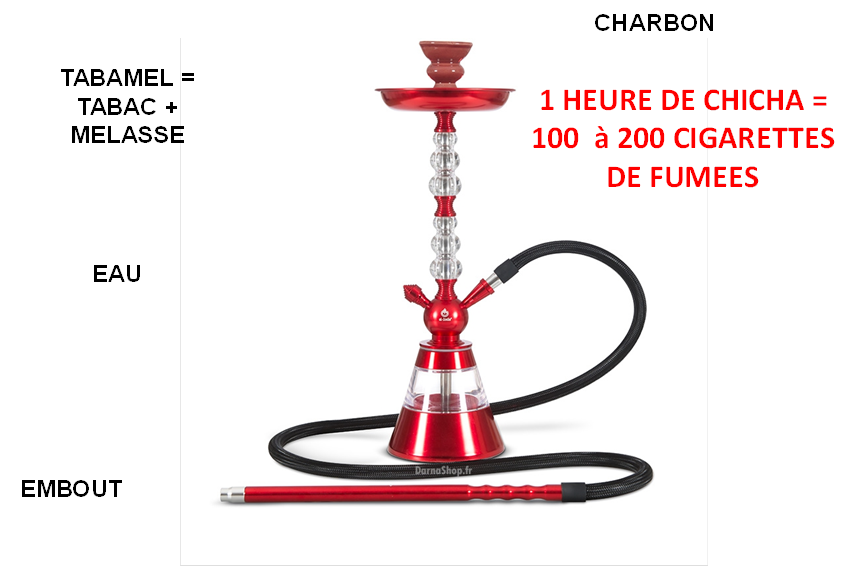 CHARBON
TABAMEL =
TABAC +
MELASSE
1 HEURE DE CHICHA =
100 à 200 CIGARETTES
DE FUMEES
EAU
DarnaShop.fr
EMBOUT